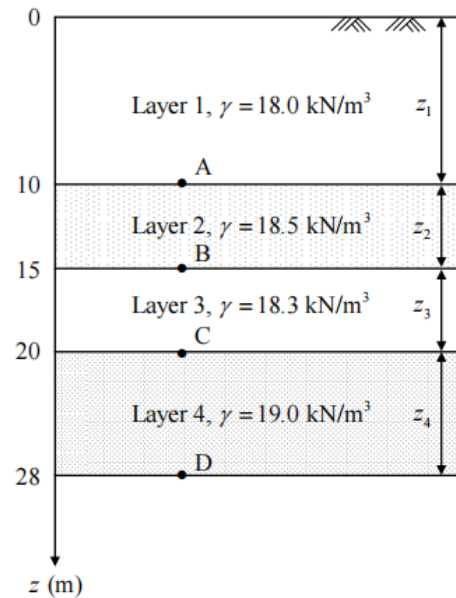 0
Layer 1, γ = 18.0 kN/m³
z₁
A
10
Layer 2, γ = 18.5 kN/m³
z₂
B
15
Layer 3, γ = 18.3 kN/m³
z₃
C
20
Layer 4, γ = 19.0 kN/m³
z₄
D
28
z (m)